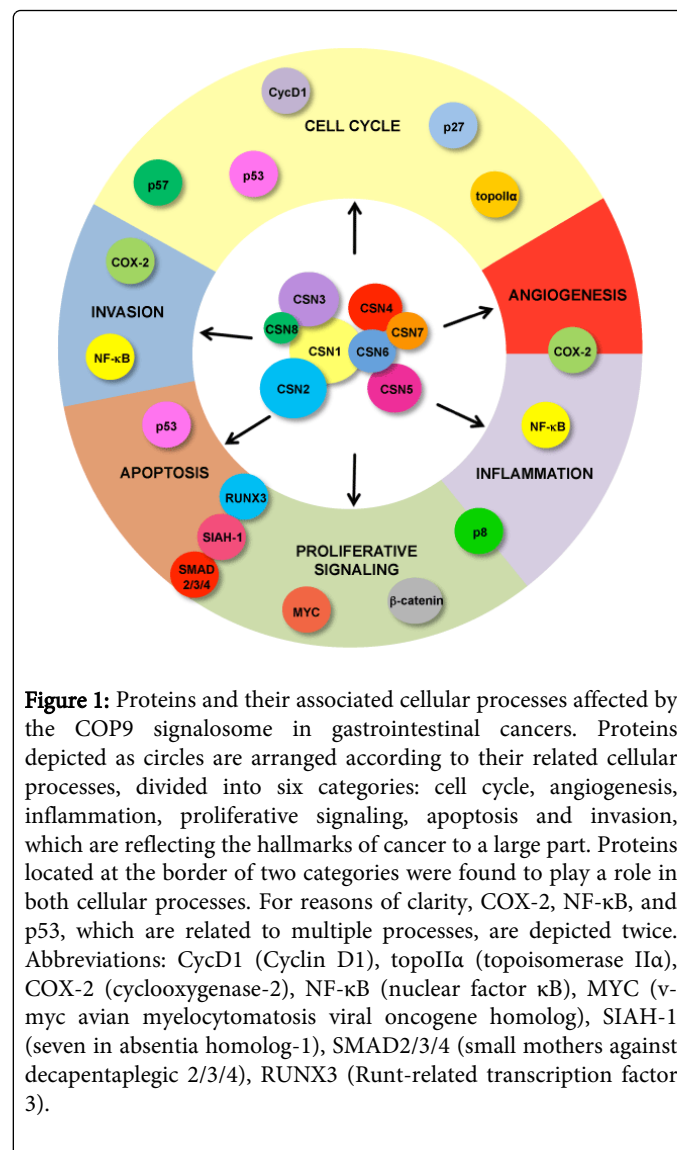 CycD1
CELL CYCLE
p27
p53
p57
topoIIα
COX-2
INVASION
NF-κB
CSN3
CSN4
CSN8
CSN7
CSN1
CSN6
CSN2
CSN5
ANGIOGENESIS
COX-2
NF-κB
INFLAMMATION
p53
APOPTOSIS
RUNX3
SIAH-1
SMAD
2/3/4
p8
PROLIFERATIVE
SIGNALING
MYC
β-catenin
Figure 1: Proteins and their associated cellular processes affected by
the COP9 signalosome in gastrointestinal cancers. Proteins
depicted as circles are arranged according to their related cellular
processes, divided into six categories: cell cycle, angiogenesis,
inflammation, proliferative signaling, apoptosis and invasion,
which are reflecting the hallmarks of cancer to a large part. Proteins
located at the border of two categories were found to play a role in
both cellular processes. For reasons of clarity, COX-2, NF-κB, and
p53, which are related to multiple processes, are depicted twice.
Abbreviations: CycD1 (Cyclin D1), topoIIα (topoisomerase IIα),
COX-2 (cyclooxygenase-2), NF-κB (nuclear factor κB), MYC (v-
myc avian myelocytomatosis viral oncogene homolog), SIAH-1
(seven in absentia homolog-1), SMAD2/3/4 (small mothers against
decapentaplegic 2/3/4), RUNX3 (Runt-related transcription factor
3).